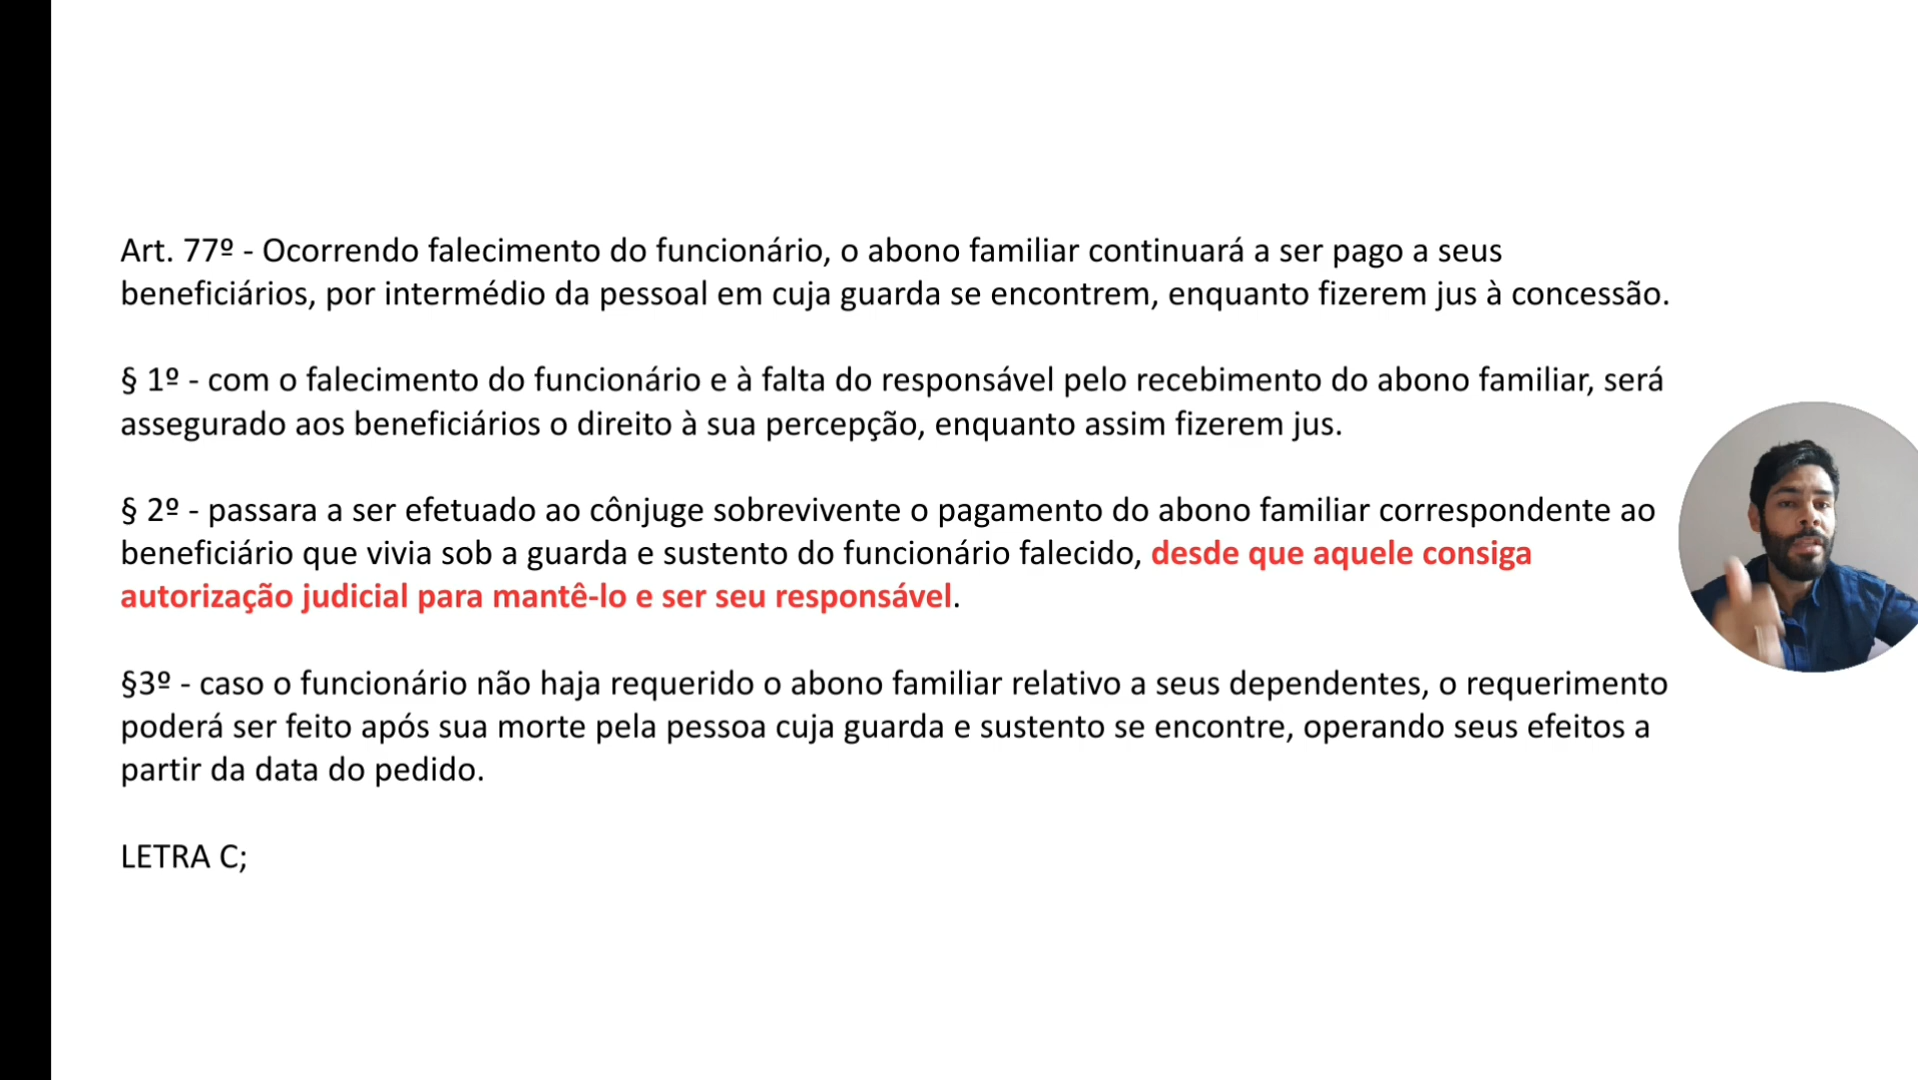 Art. 77º - Ocorrendo falecimento do funcionário, o abono familiar continuará a ser pago a seus
beneficiários, por intermédio da pessoal em cuja guarda se encontrem, enquanto fizerem jus à concessão.
§ 1º - com o falecimento do funcionário e à falta do responsável pelo recebimento do abono familiar, será
assegurado aos beneficiários o direito à sua percepção, enquanto assim fizerem jus.
§ 2º - passara a ser efetuado ao cônjuge sobrevivente o pagamento do abono familiar correspondente ao
beneficiário que vivia sob a guarda e sustento do funcionário falecido, desde que aquele consiga
autorização judicial para mantê-lo e ser seu responsável.
§3º - caso o funcionário não haja requerido o abono familiar relativo a seus dependentes, o requerimento
poderá ser feito após sua morte pela pessoa cuja guarda e sustento se encontre, operando seus efeitos a
partir da data do pedido.
LETRA C;